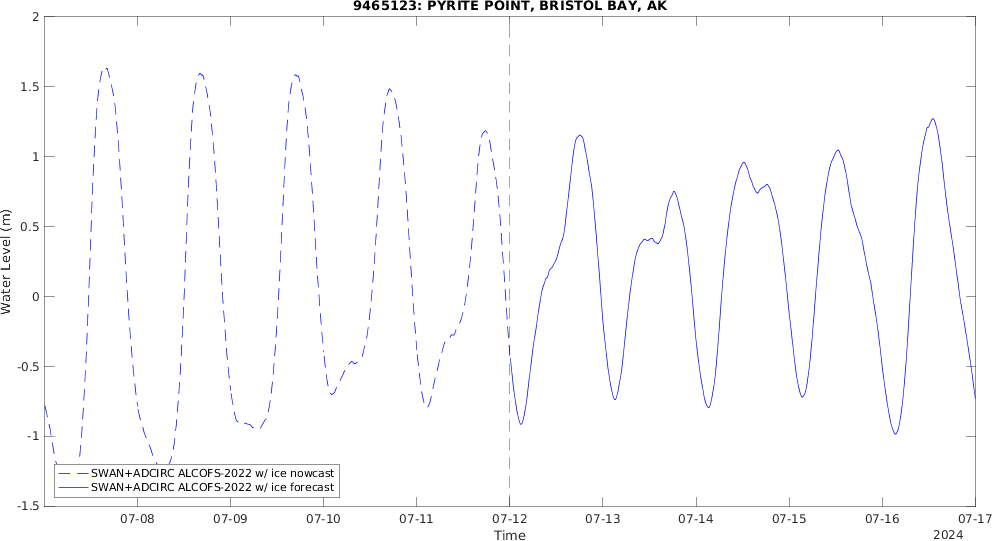 9465123: PYRITE POINT, BRISTOL BAY, AK
Water Level (m)
2
1.5
1
0.5
0
-0.5
-1
-1.5
SWAN+ADCIRC ALCOFS-2022 w/ ice nowcast
SWAN+ADCIRC ALCOFS-2022 w/ ice forecast
07-08 07-09 07-10 07-11 07-12 07-13 07-14 07-15 07-16 07-17
Time
2024